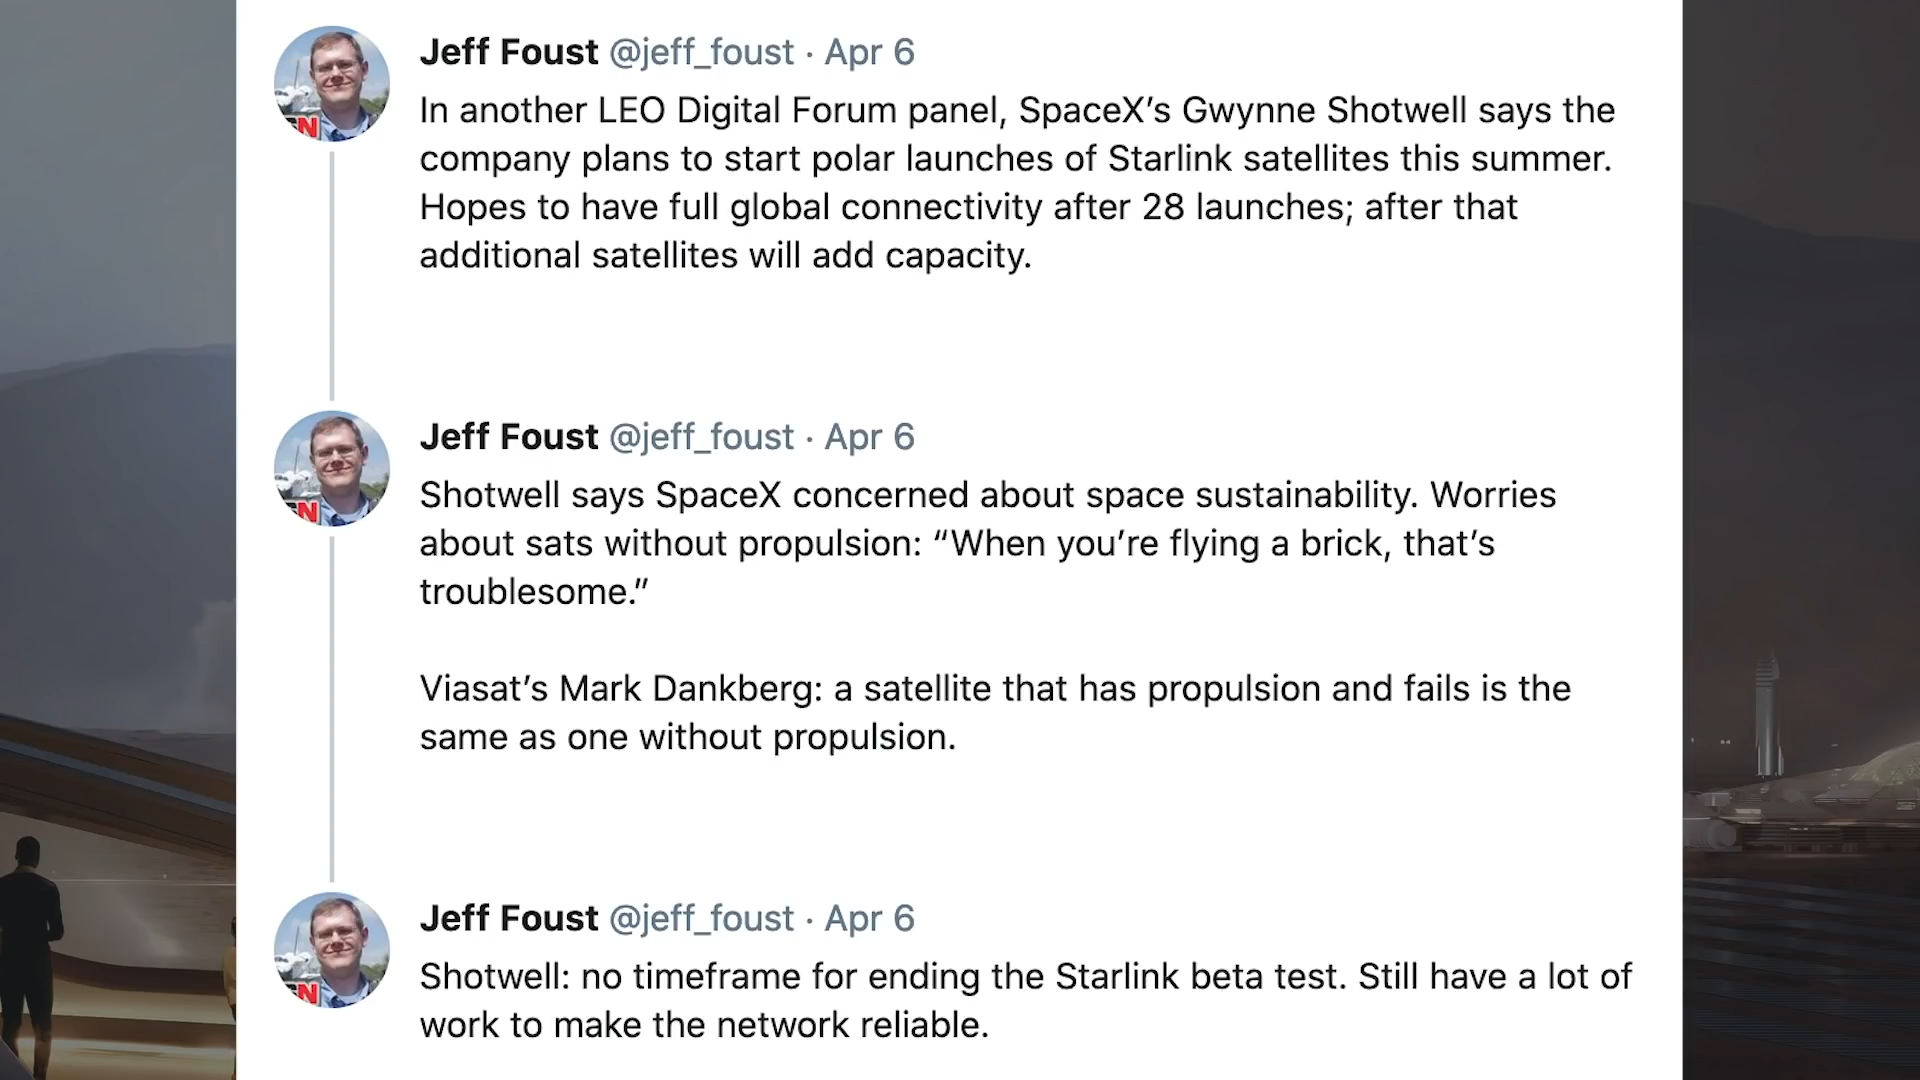 Jeff Foust @jeff_foust · Apr 6
In another LEO Digital Forum panel, SpaceX’s Gwynne Shotwell says the
company plans to start polar launches of Starlink satellites this summer.
Hopes to have full global connectivity after 28 launches; after that
additional satellites will add capacity.
Jeff Foust @jeff_foust · Apr 6
Shotwell says SpaceX concerned about space sustainability. Worries
about sats without propulsion: “When you’re flying a brick, that’s
troublesome.”
Viasat’s Mark Dankberg: a satellite that has propulsion and fails is the
same as one without propulsion.
Jeff Foust @jeff_foust · Apr 6
Shotwell: no timeframe for ending the Starlink beta test. Still have a lot of
work to make the network reliable.